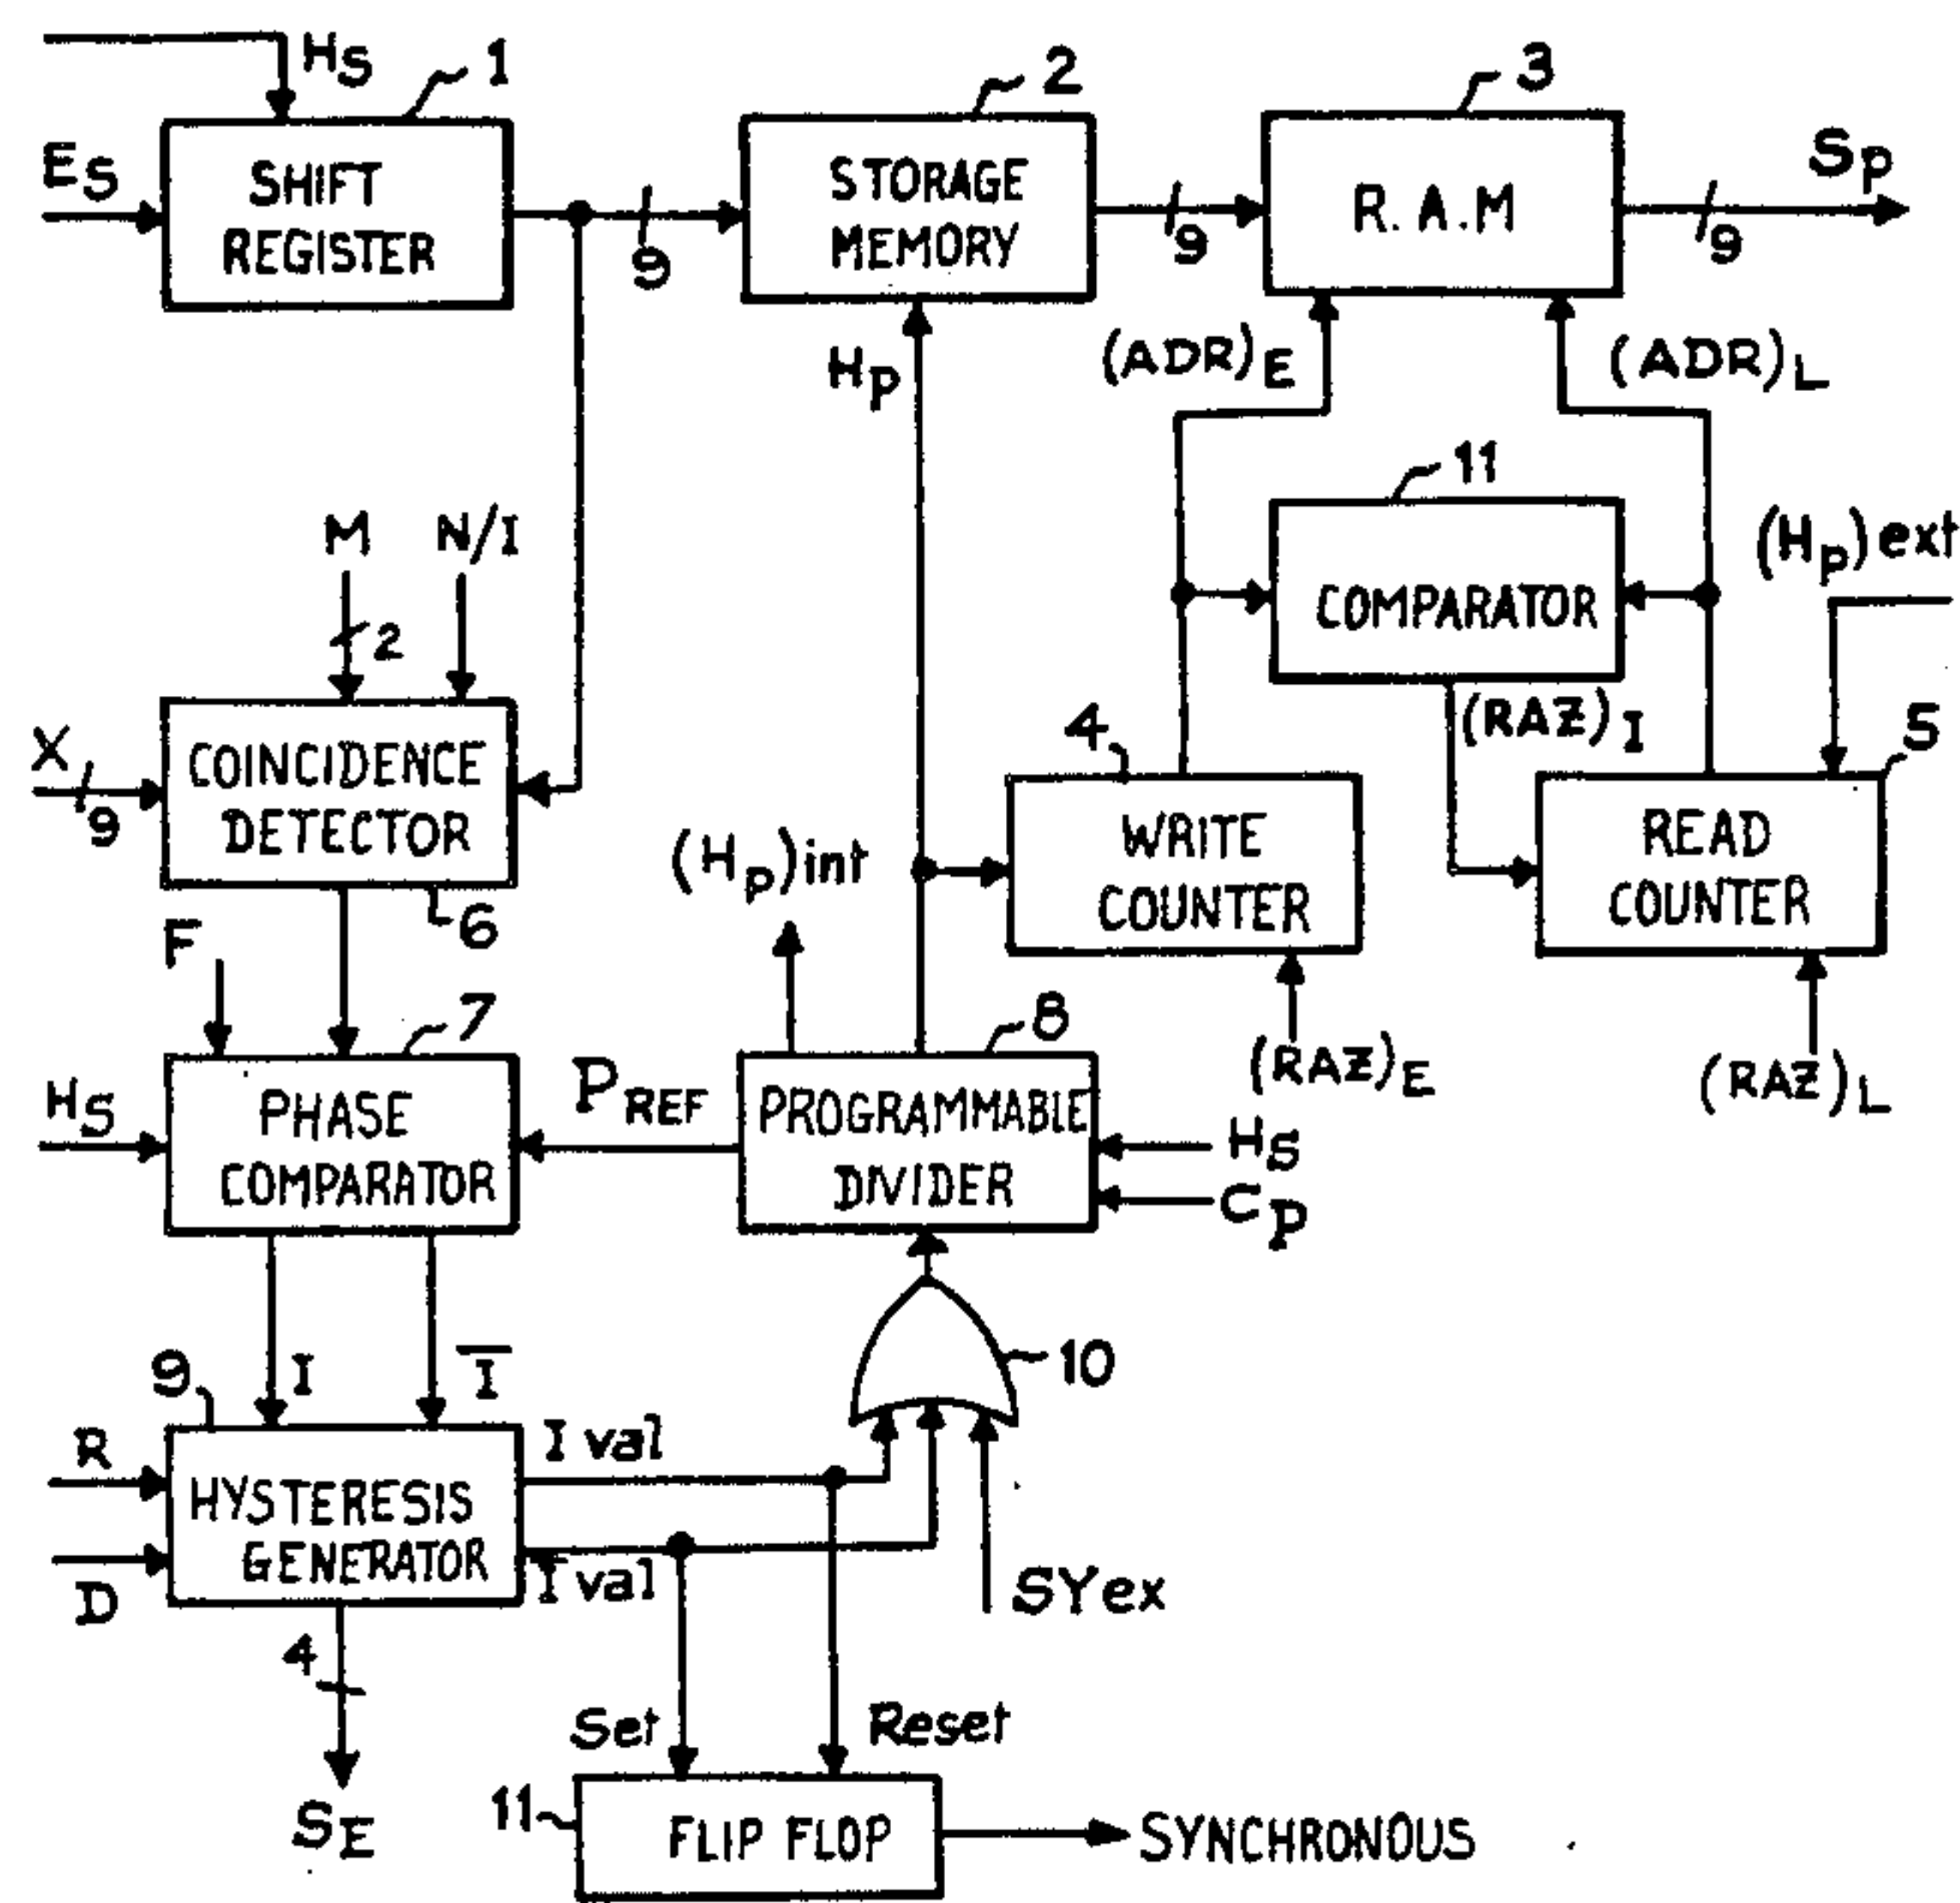 HS
1
ES
SHIFT
REGISTER
9
2
STORAGE
MEMORY
9
3
R.A.M
SP
9
HP
(ADR)E
(ADR)L
11
COMPARATOR
(HP)ext
M
N/I
2
X
9
COINCIDENCE
DETECTOR
6
(RAZ)I
4
WRITE
COUNTER
5
READ
COUNTER
(HP)int
F
7
HS
PHASE
COMPARATOR
PREF
8
PROGRAMMABLE
DIVIDER
HS
CP
(RAZ)E
(RAZ)L
I
I̅
10
9
R
D
HYSTERESIS
GENERATOR
I val
I̅ val
SYex
4
SE
Set
Reset
11
FLIP FLOP
SYNCHRONOUS